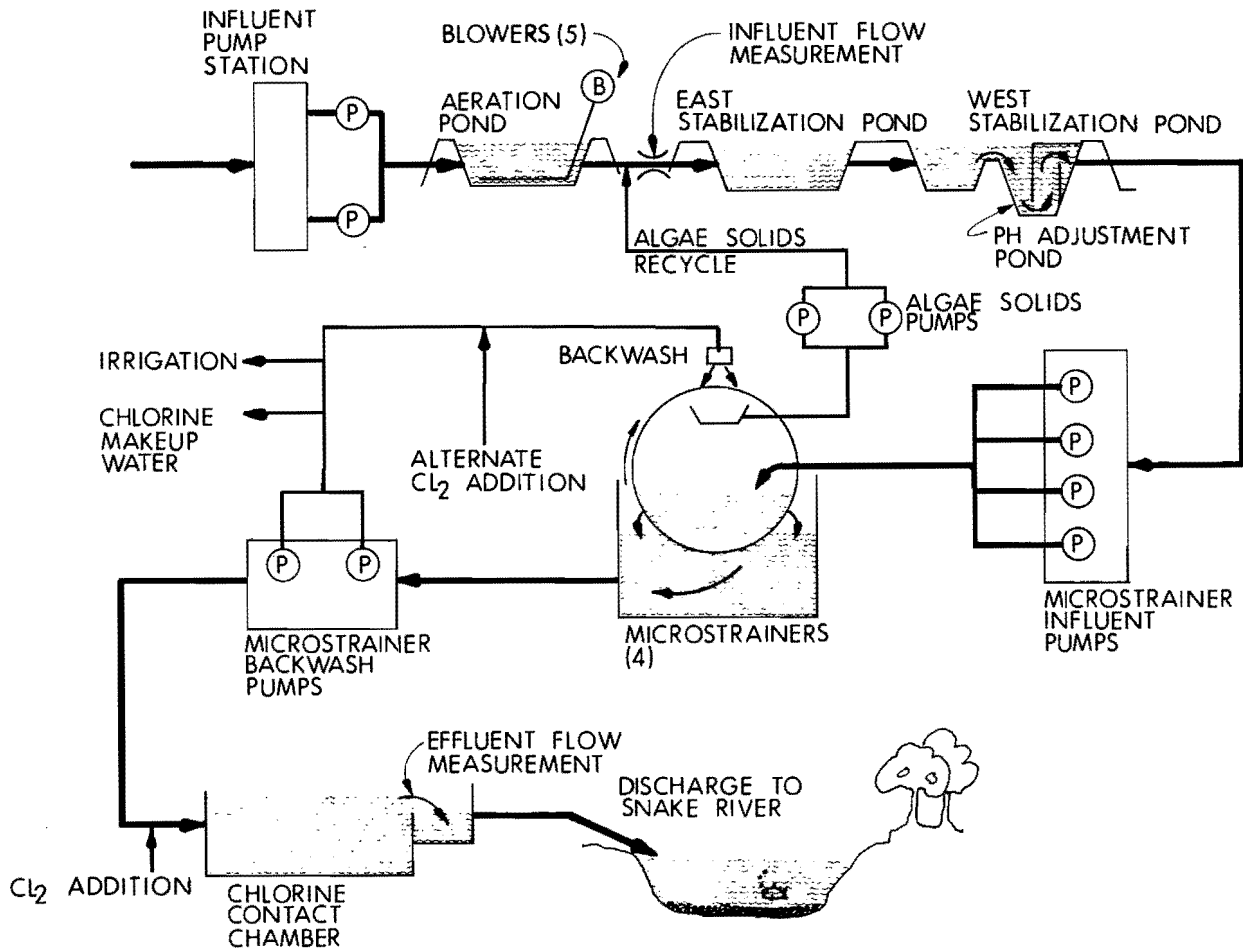 INFLUENT
PUMP
STATION
BLOWERS (5)
INFLUENT FLOW
MEASUREMENT
P
P
B
AERATION
POND
EAST
STABILIZATION POND
WEST
STABILIZATION POND
ALGAE SOLIDS
RECYCLE
PH ADJUSTMENT
POND
P
P
ALGAE SOLIDS
PUMPS
IRRIGATION
CHLORINE
MAKEUP
WATER
BACKWASH
ALTERNATE
CL2 ADDITION
P
P
P
P
MICROSTRAINER
INFLUENT
PUMPS
P
P
MICROSTRAINER
BACKWASH
PUMPS
MICROSTRAINERS
(4)
EFFLUENT FLOW
MEASUREMENT
DISCHARGE TO
SNAKE RIVER
CL2 ADDITION
CHLORINE
CONTACT
CHAMBER